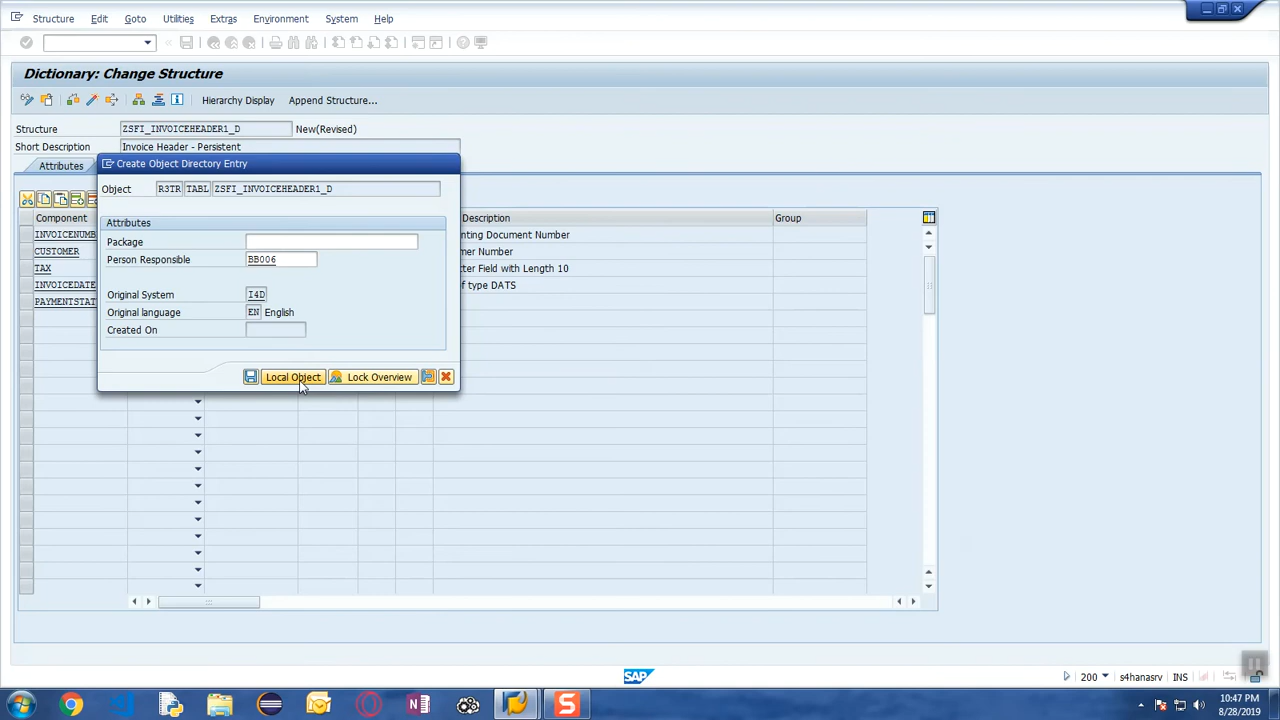 Structure Edit Goto Utilities Extras Environment System Help
Dictionary: Change Structure
Hierarchy Display Append Structure...
Structure ZSFI_INVOICEHEADER1_D New(Revised)
Short Description Invoice Header - Persistent
Attributes
Create Object Directory Entry
Object R3TR TABL ZSFI_INVOICEHEADER1_D
Attributes
Package
Person Responsible BB006
Original System I4D
Original language EN English
Created On
Local Object Lock Overview
Component Description Group
INVOICENUMB nting Document Number
CUSTOMER mer Number
TAX ter Field with Length 10
INVOICEDATE f type DATS
PAYMENTSTAT
SAP
200 s4hanasrv INS
10:47 PM
8/28/2019